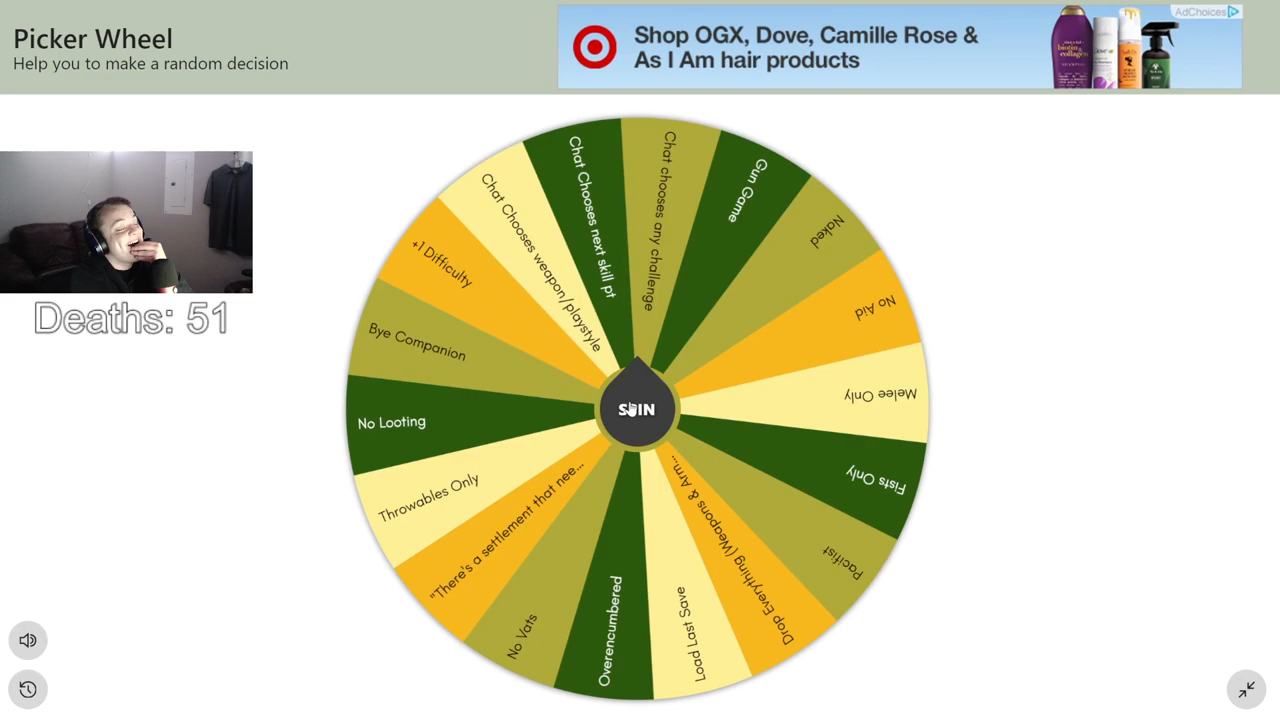 Picker Wheel
Help you to make a random decision
Shop OGX, Dove, Camille Rose &
As I Am hair products
AdChoices
Deaths: 51
Chat chooses any challenge
Gun Game
Naked
No Aid
Melee Only
Fists Only
Pacifist
Drop Everything (Weapons & Arm...
Load Last Save
Overencumbered
No Vats
"There's a settlement that nee...
Throwables Only
No Looting
Bye Companion
+1 Difficulty
Chat Chooses weapon/playstyle
Chat Chooses next skill pt
SPIN